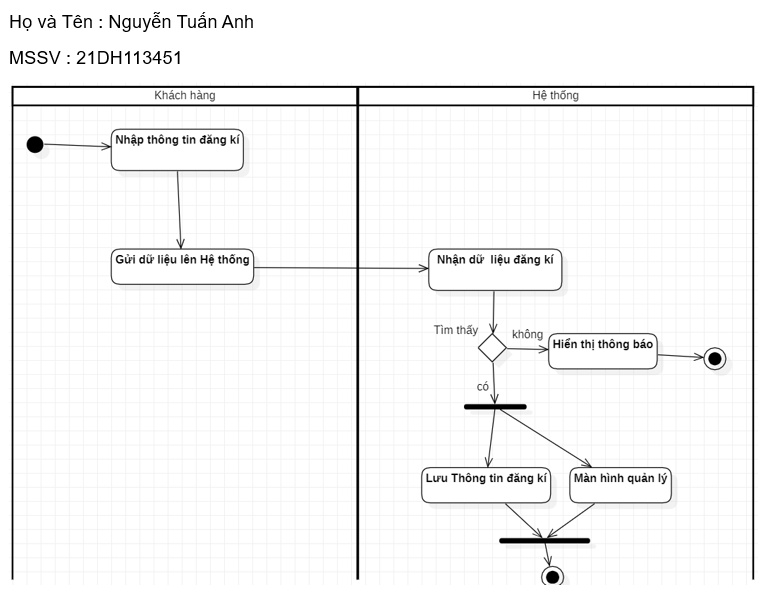 Họ và Tên : Nguyễn Tuấn Anh
MSSV : 21DH113451
Khách hàng
Hệ thống
Nhập thông tin đăng kí
Gửi dữ liệu lên Hệ thống
Nhận dữ liệu đăng kí
Tìm thấy
không
Hiển thị thông báo
có
Lưu Thông tin đăng kí
Màn hình quản lý